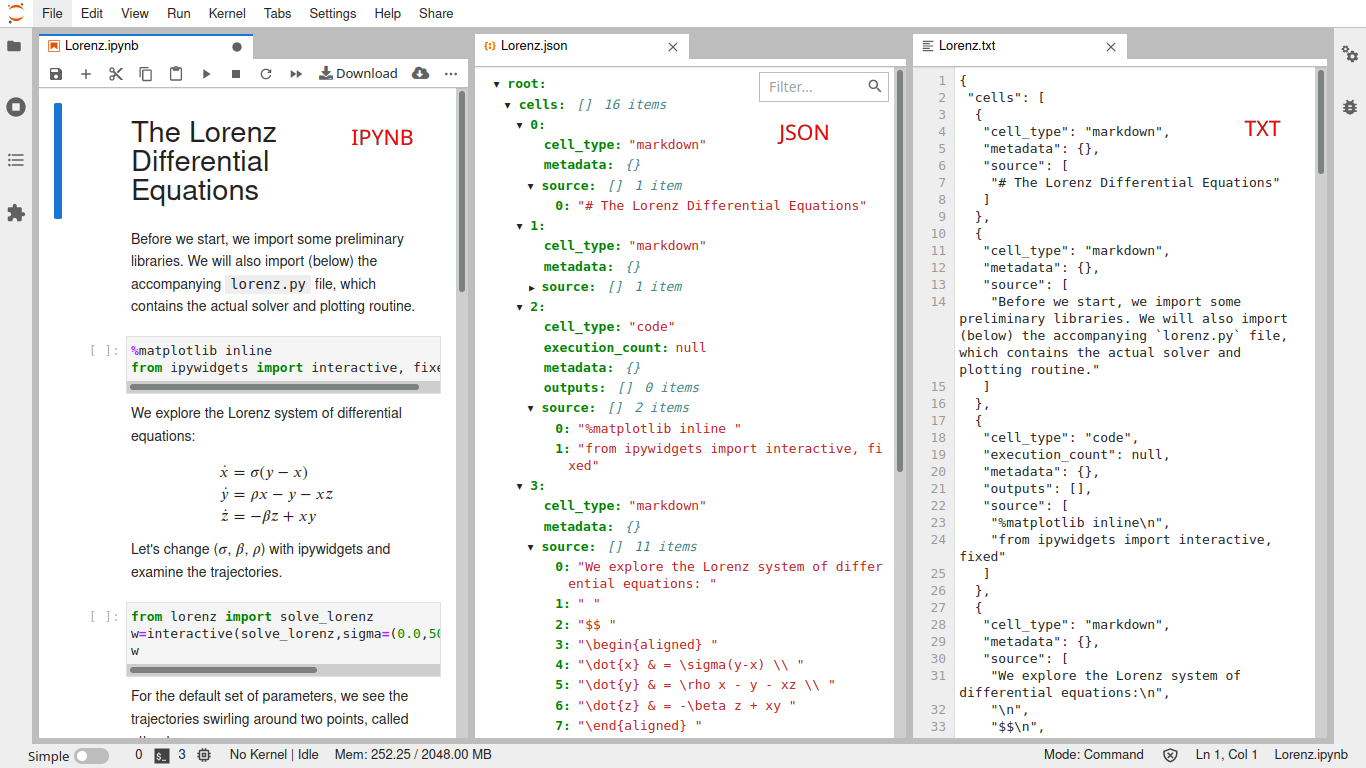 File Edit View Run Kernel Tabs Settings Help Share
Lorenz.ipynb
Download
The Lorenz
Differential
Equations
IPYNB
Before we start, we import some preliminary
libraries. We will also import (below) the
accompanying lorenz.py file, which
contains the actual solver and plotting routine.
[ ]:
%matplotlib inline
from ipywidgets import interactive, fixe
We explore the Lorenz system of differential
equations:
ẋ = σ(y − x)
ẏ = ρx − y − xz
ż = −βz + xy
Let's change (σ, β, ρ) with ipywidgets and
examine the trajectories.
[ ]:
from lorenz import solve_lorenz
w=interactive(solve_lorenz,sigma=(0.0,50
w
For the default set of parameters, we see the
trajectories swirling around two points, called
Lorenz.json
Filter...
JSON
root:
cells: [] 16 items
0:
cell_type: "markdown"
metadata: {}
source: [] 1 item
0: "# The Lorenz Differential Equations"
1:
cell_type: "markdown"
metadata: {}
source: [] 1 item
2:
cell_type: "code"
execution_count: null
metadata: {}
outputs: [] 0 items
source: [] 2 items
0: "%matplotlib inline "
1: "from ipywidgets import interactive, fi
xed"
3:
cell_type: "markdown"
metadata: {}
source: [] 11 items
0: "We explore the Lorenz system of differ
ential equations: "
1: " "
2: "$$ "
3: "\begin{aligned} "
4: "\dot{x} & = \sigma(y-x) \\ "
5: "\dot{y} & = \rho x - y - xz \\ "
6: "\dot{z} & = -\beta z + xy "
7: "\end{aligned} "
Lorenz.txt
TXT
1 {
2 "cells": [
3 {
4 "cell_type": "markdown",
5 "metadata": {},
6 "source": [
7 "# The Lorenz Differential Equations"
8 ]
9 },
10 {
11 "cell_type": "markdown",
12 "metadata": {},
13 "source": [
14 "Before we start, we import some
preliminary libraries. We will also import
(below) the accompanying `lorenz.py` file,
which contains the actual solver and
plotting routine."
15 ]
16 },
17 {
18 "cell_type": "code",
19 "execution_count": null,
20 "metadata": {},
21 "outputs": [],
22 "source": [
23 "%matplotlib inline\n",
24 "from ipywidgets import interactive,
fixed"
25 ]
26 },
27 {
28 "cell_type": "markdown",
29 "metadata": {},
30 "source": [
31 "We explore the Lorenz system of
differential equations:\n",
32 "\n",
33 "$$\n",
Simple 0 $_ 3 No Kernel | Idle Mem: 252.25 / 2048.00 MB Mode: Command Ln 1, Col 1 Lorenz.ipynb